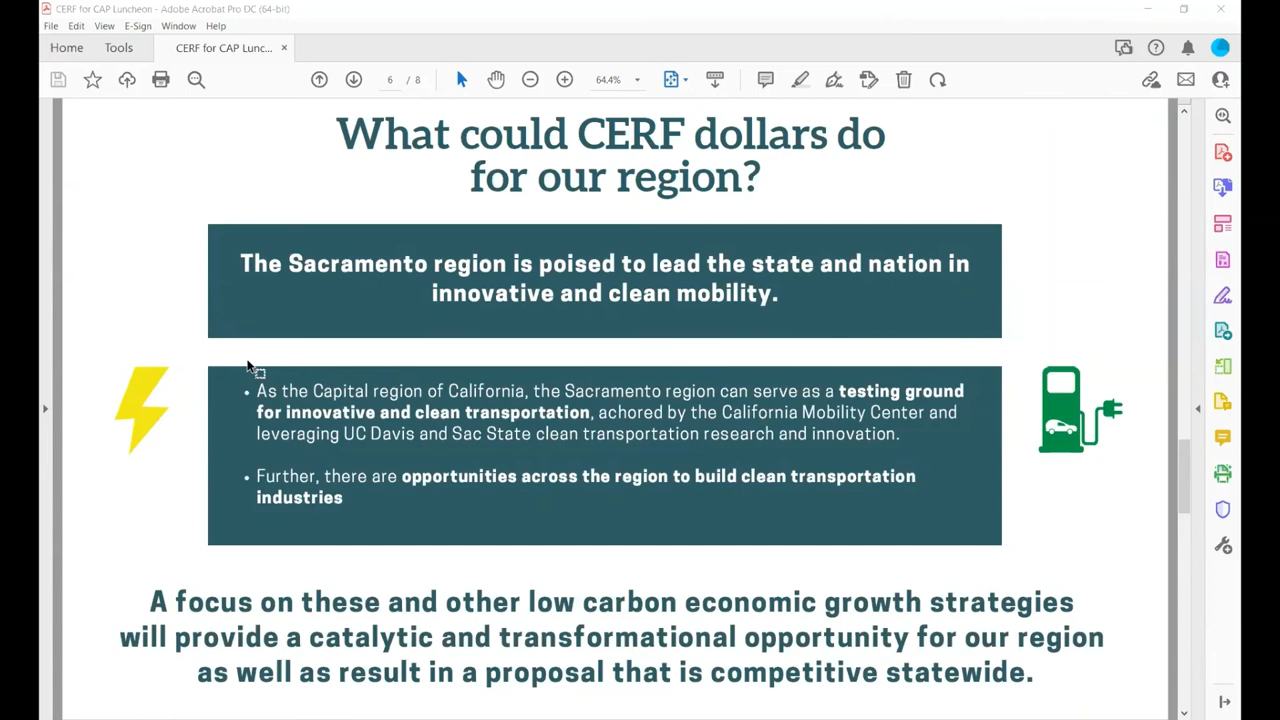 CERF for CAP Luncheon - Adobe Acrobat Pro DC (64-bit)
File Edit View E-Sign Window Help
Home Tools CERF for CAP Lunc... ×
6 / 8 64.4%
What could CERF dollars do
for our region?
The Sacramento region is poised to lead the state and nation in
innovative and clean mobility.
• As the Capital region of California, the Sacramento region can serve as a testing ground
for innovative and clean transportation, achored by the California Mobility Center and
leveraging UC Davis and Sac State clean transportation research and innovation.
• Further, there are opportunities across the region to build clean transportation
industries
A focus on these and other low carbon economic growth strategies
will provide a catalytic and transformational opportunity for our region
as well as result in a proposal that is competitive statewide.